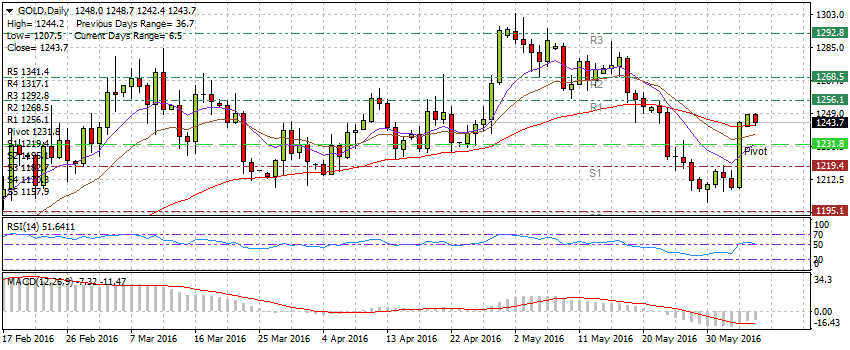 GOLD,Daily 1248.0 1248.7 1242.4 1243.7
High= 1244.2 Previous Days Range= 36.7
Low= 1207.5 Current Days Range= 6.5
Close= 1243.7
R5 1341.4
R4 1317.1
R3 1292.8
R2 1268.5
R1 1256.1
Pivot 1231.8
S1 1219.4
S5 1157.9
R3
R2
R1
Pivot
S1
1303.0
1292.8
1285.0
1268.5
1256.1
1249.0
1243.7
1231.8
1219.4
1212.5
1195.1
RSI(14) 51.6411
100
70
50
20
0
MACD(12,26,9) -7.32 -11.47
34.3
0.00
-16.43
17 Feb 2016 26 Feb 2016 7 Mar 2016 16 Mar 2016 25 Mar 2016 4 Apr 2016 13 Apr 2016 22 Apr 2016 2 May 2016 11 May 2016 20 May 2016 30 May 2016